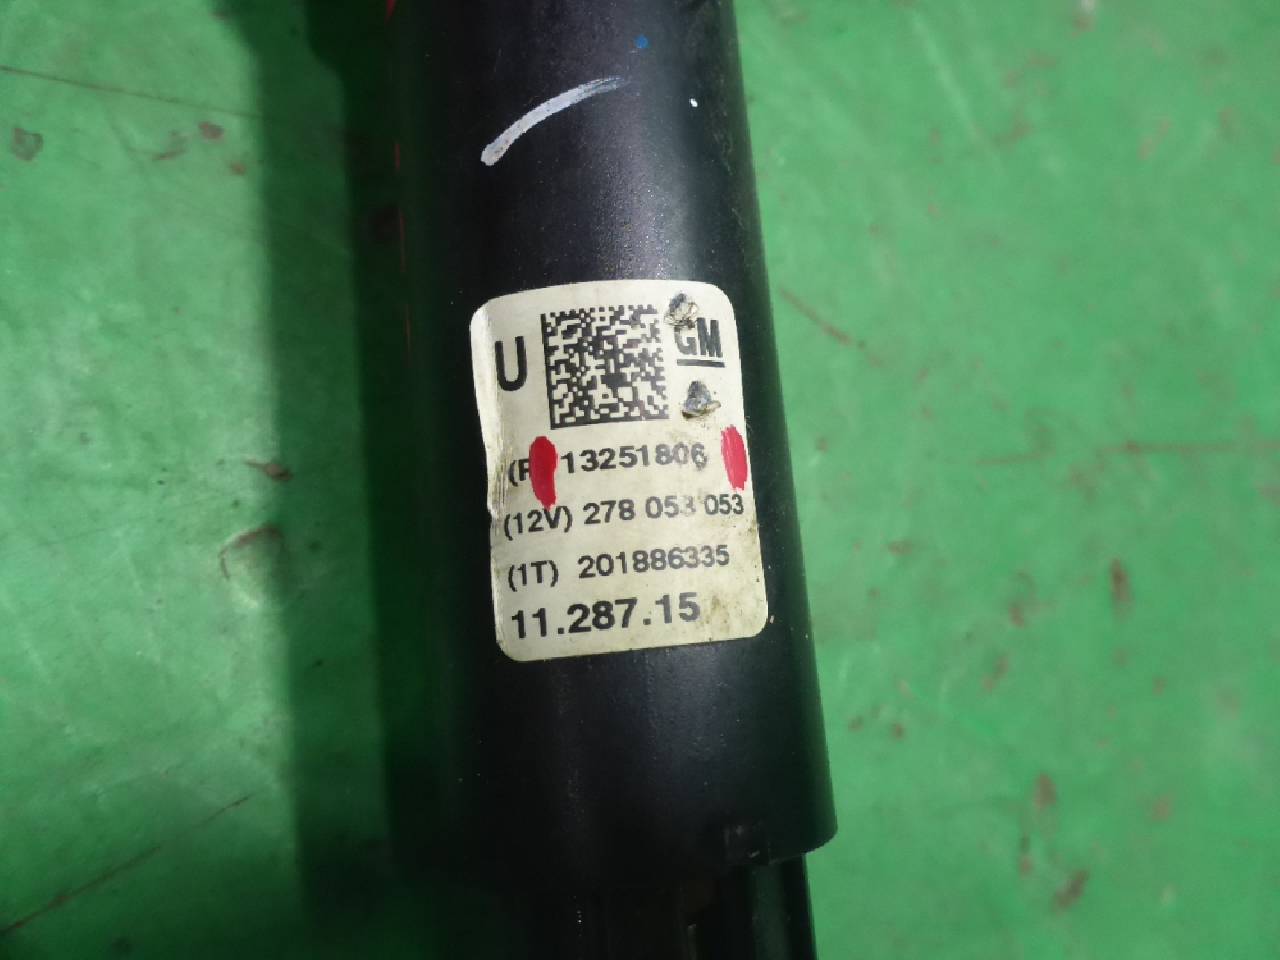 U GM
(P) 13251806
(12V) 278 053 053
(1T) 201886335
11.287.15